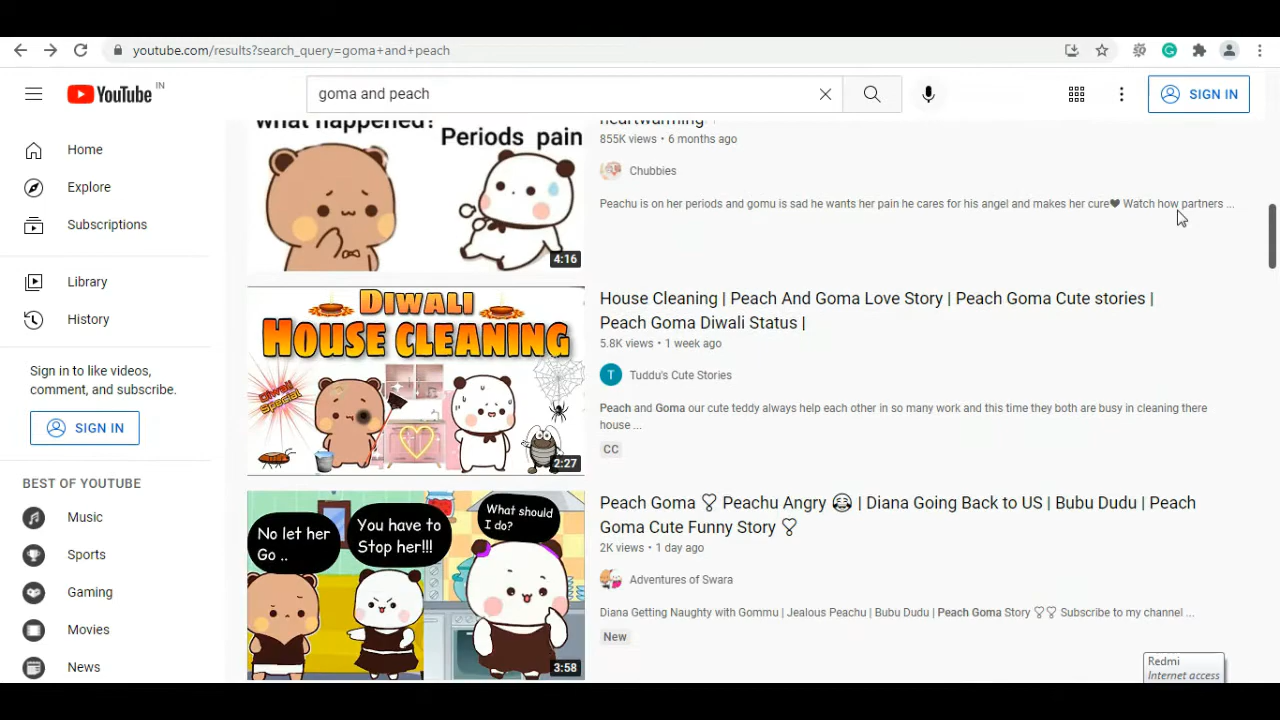 youtube.com/results?search_query=goma+and+peach
YouTube IN
goma and peach
SIGN IN
Home
Explore
Subscriptions
Library
History
Sign in to like videos,
comment, and subscribe.
SIGN IN
BEST OF YOUTUBE
Music
Sports
Gaming
Movies
News
what happened?
Periods pain
4:16
heartwarming
855K views • 6 months ago
Chubbies
Peachu is on her periods and gomu is sad he wants her pain he cares for his angel and makes her cure❤ Watch how partners ...
DIWALI
HOUSE CLEANING
Diwali
Special
2:27
House Cleaning | Peach And Goma Love Story | Peach Goma Cute stories |
Peach Goma Diwali Status |
5.8K views • 1 week ago
T
Tuddu's Cute Stories
Peach and Goma our cute teddy always help each other in so many work and this time they both are busy in cleaning there
house ...
CC
No let her
Go ..
You have to
Stop her!!!
What should
I do?
3:58
Peach Goma ❣ Peachu Angry 😂 | Diana Going Back to US | Bubu Dudu | Peach
Goma Cute Funny Story ❣
2K views • 1 day ago
Adventures of Swara
Diana Getting Naughty with Gommu | Jealous Peachu | Bubu Dudu | Peach Goma Story ❣❣ Subscribe to my channel ...
New
Redmi
Internet access